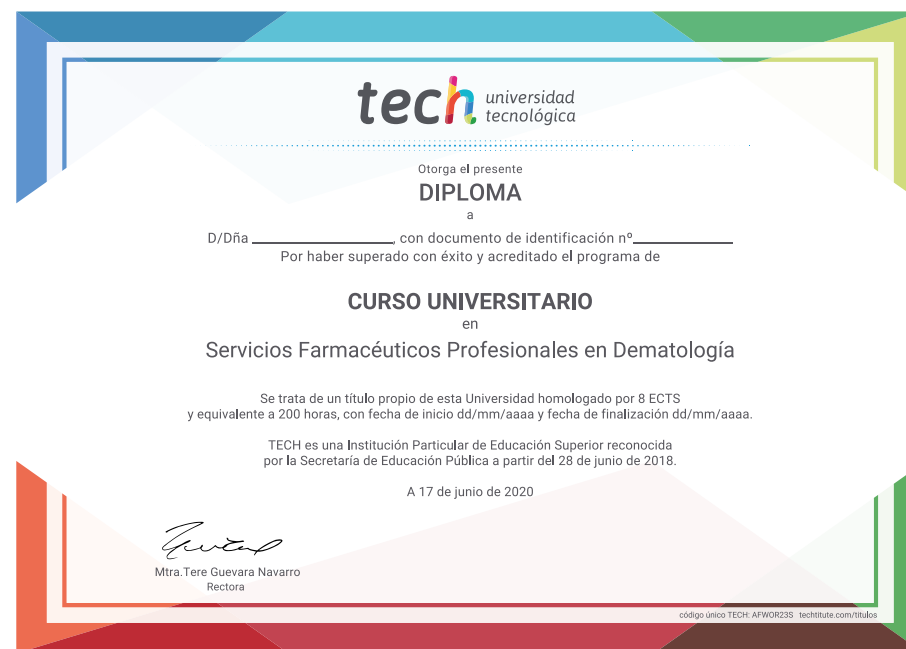 tech universidad
tecnológica
Otorga el presente
DIPLOMA
a
D/Dña ____________________, con documento de identificación nº______________
Por haber superado con éxito y acreditado el programa de
CURSO UNIVERSITARIO
en
Servicios Farmacéuticos Profesionales en Dematología
Se trata de un título propio de esta Universidad homologado por 8 ECTS
y equivalente a 200 horas, con fecha de inicio dd/mm/aaaa y fecha de finalización dd/mm/aaaa.
TECH es una Institución Particular de Educación Superior reconocida
por la Secretaría de Educación Pública a partir del 28 de junio de 2018.
A 17 de junio de 2020
Mtra.Tere Guevara Navarro
Rectora
código único TECH: AFWOR23S techtitute.com/titulos